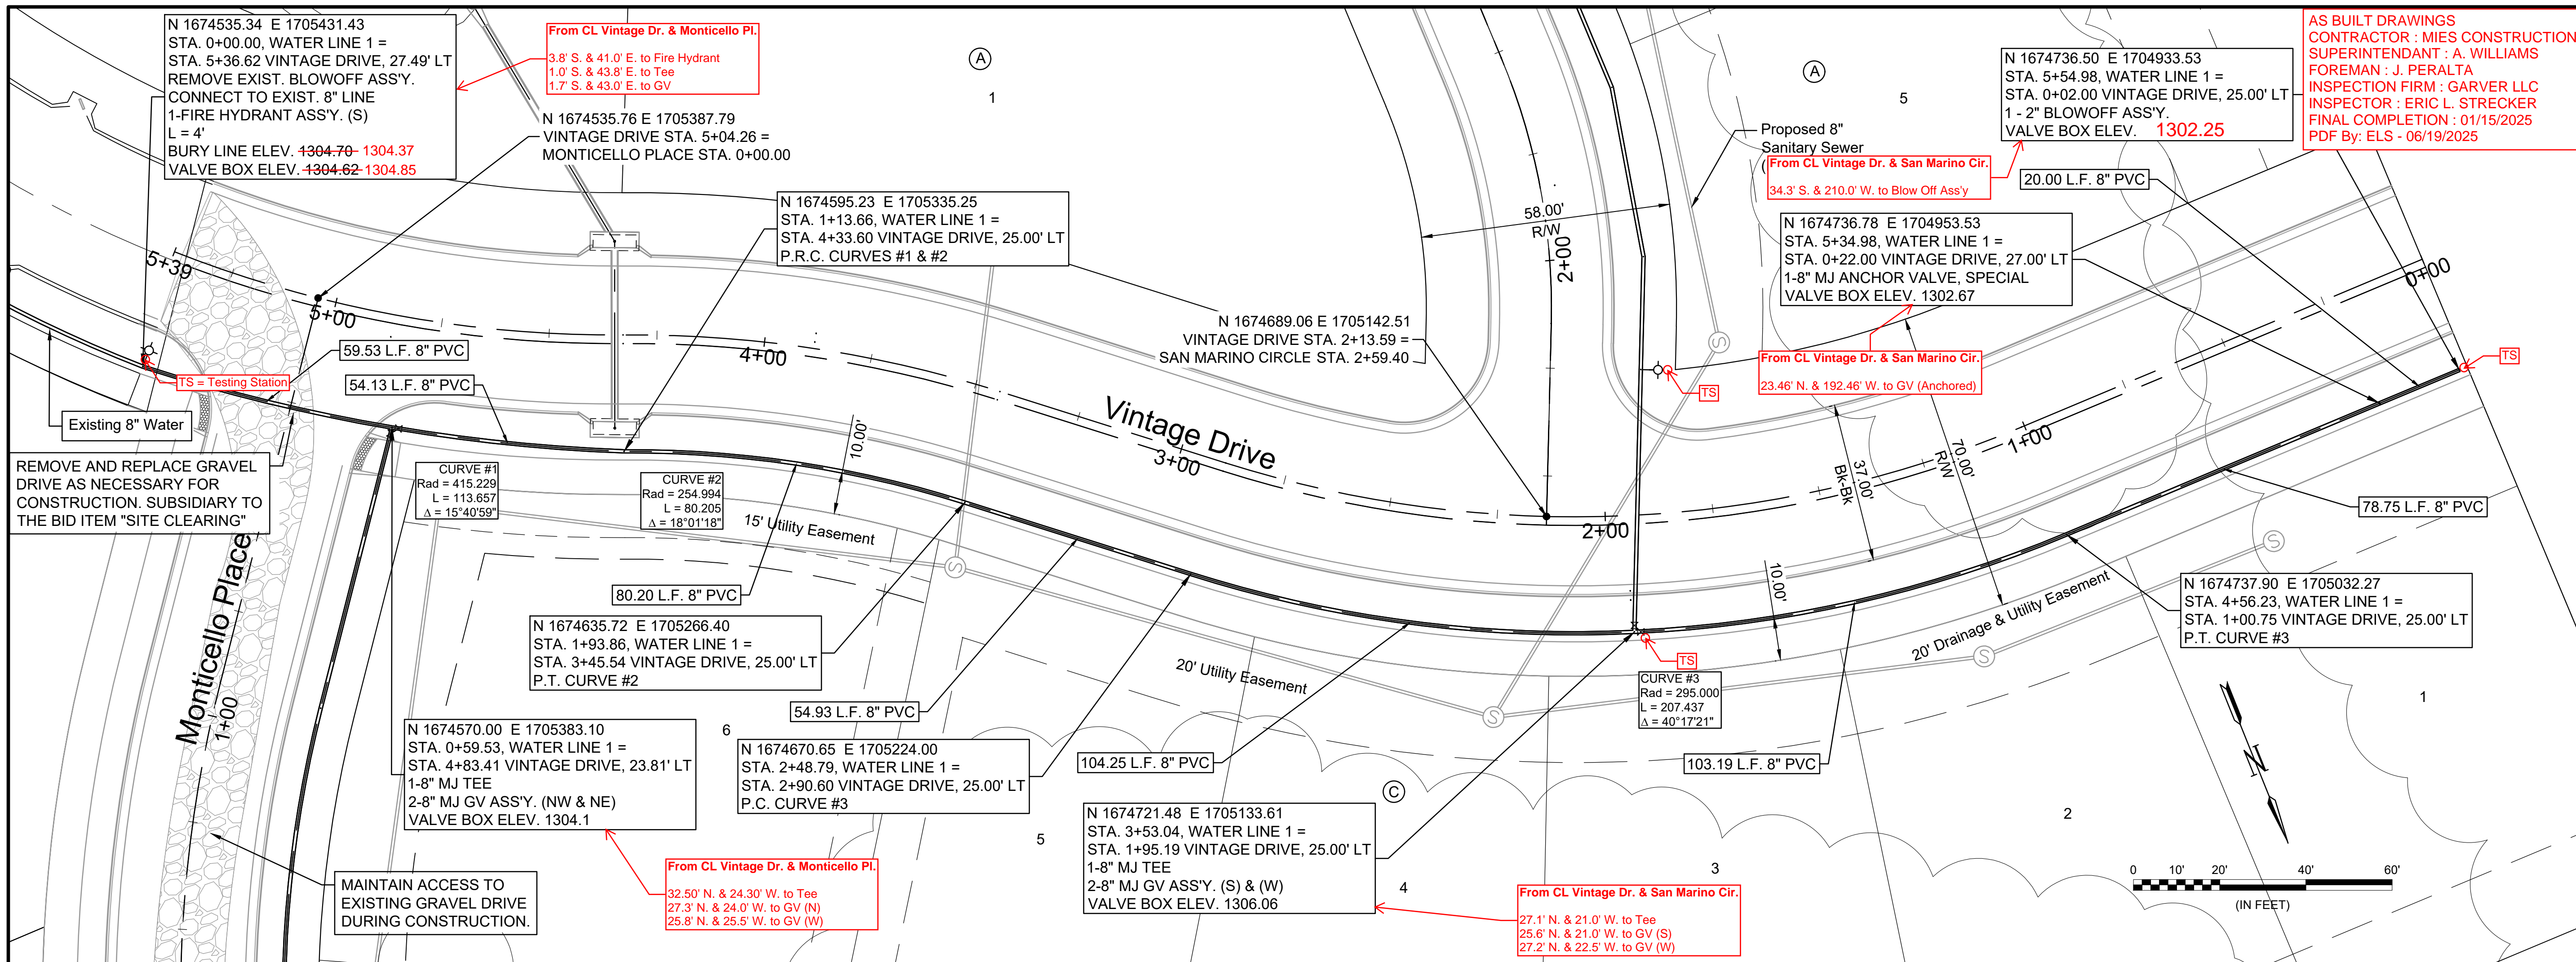 N 1674535.34 E 1705431.43
STA. 0+00.00, WATER LINE 1 =
STA. 5+36.62 VINTAGE DRIVE, 27.49' LT
REMOVE EXIST. BLOWOFF ASS'Y.
CONNECT TO EXIST. 8" LINE
1-FIRE HYDRANT ASS'Y. (S)
L = 4'
BURY LINE ELEV. 1304.70 1304.37
VALVE BOX ELEV. 1304.62 1304.85
From CL Vintage Dr. & Monticello Pl.
3.8' S. & 41.0' E. to Fire Hydrant
1.0' S. & 43.8' E. to Tee
1.7' S. & 43.0' E. to GV
N 1674535.76 E 1705387.79
VINTAGE DRIVE STA. 5+04.26 =
MONTICELLO PLACE STA. 0+00.00
A
1
N 1674595.23 E 1705335.25
STA. 1+13.66, WATER LINE 1 =
STA. 4+33.60 VINTAGE DRIVE, 25.00' LT
P.R.C. CURVES #1 & #2
A
5
Proposed 8"
Sanitary Sewer
(
From CL Vintage Dr. & San Marino Cir.
34.3' S. & 210.0' W. to Blow Off Ass'y
N 1674736.50 E 1704933.53
STA. 5+54.98, WATER LINE 1 =
STA. 0+02.00 VINTAGE DRIVE, 25.00' LT
1 - 2" BLOWOFF ASS'Y.
VALVE BOX ELEV. 1302.25
AS BUILT DRAWINGS
CONTRACTOR : MIES CONSTRUCTION
SUPERINTENDANT : A. WILLIAMS
FOREMAN : J. PERALTA
INSPECTION FIRM : GARVER LLC
INSPECTOR : ERIC L. STRECKER
FINAL COMPLETION : 01/15/2025
PDF By: ELS - 06/19/2025
20.00 L.F. 8" PVC
58.00'
R/W
2+00
N 1674736.78 E 1704953.53
STA. 5+34.98, WATER LINE 1 =
STA. 0+22.00 VINTAGE DRIVE, 27.00' LT
1-8" MJ ANCHOR VALVE, SPECIAL
VALVE BOX ELEV. 1302.67
From CL Vintage Dr. & San Marino Cir.
23.46' N. & 192.46' W. to GV (Anchored)
0+00
5+39
5+00
4+00
N 1674689.06 E 1705142.51
VINTAGE DRIVE STA. 2+13.59 =
SAN MARINO CIRCLE STA. 2+59.40
S
TS
TS
59.53 L.F. 8" PVC
TS = Testing Station
54.13 L.F. 8" PVC
Existing 8" Water
Vintage Drive
3+00
2+00
1+00
10.00'
37.00'
Bk-Bk
70.00'
R/W
REMOVE AND REPLACE GRAVEL
DRIVE AS NECESSARY FOR
CONSTRUCTION. SUBSIDIARY TO
THE BID ITEM "SITE CLEARING"
CURVE #1
Rad = 415.229
L = 113.657
Δ = 15°40'59"
CURVE #2
Rad = 254.994
L = 80.205
Δ = 18°01'18"
15' Utility Easement
78.75 L.F. 8" PVC
S
S
10.00'
80.20 L.F. 8" PVC
N 1674635.72 E 1705266.40
STA. 1+93.86, WATER LINE 1 =
STA. 3+45.54 VINTAGE DRIVE, 25.00' LT
P.T. CURVE #2
20' Utility Easement
TS
CURVE #3
Rad = 295.000
L = 207.437
Δ = 40°17'21"
20' Drainage & Utility Easement
S
S
N 1674737.90 E 1705032.27
STA. 4+56.23, WATER LINE 1 =
STA. 1+00.75 VINTAGE DRIVE, 25.00' LT
P.T. CURVE #3
Monticello Place
1+00
54.93 L.F. 8" PVC
N 1674570.00 E 1705383.10
STA. 0+59.53, WATER LINE 1 =
STA. 4+83.41 VINTAGE DRIVE, 23.81' LT
1-8" MJ TEE
2-8" MJ GV ASS'Y. (NW & NE)
VALVE BOX ELEV. 1304.1
6
N 1674670.65 E 1705224.00
STA. 2+48.79, WATER LINE 1 =
STA. 2+90.60 VINTAGE DRIVE, 25.00' LT
P.C. CURVE #3
104.25 L.F. 8" PVC
103.19 L.F. 8" PVC
1
N
C
2
5
N 1674721.48 E 1705133.61
STA. 3+53.04, WATER LINE 1 =
STA. 1+95.19 VINTAGE DRIVE, 25.00' LT
1-8" MJ TEE
2-8" MJ GV ASS'Y. (S) & (W)
VALVE BOX ELEV. 1306.06
4
3
MAINTAIN ACCESS TO
EXISTING GRAVEL DRIVE
DURING CONSTRUCTION.
From CL Vintage Dr. & Monticello Pl.
32.50' N. & 24.30' W. to Tee
27.3' N. & 24.0' W. to GV (N)
25.8' N. & 25.5' W. to GV (W)
From CL Vintage Dr. & San Marino Cir.
27.1' N. & 21.0' W. to Tee
25.6' N. & 21.0' W. to GV (S)
27.2' N. & 22.5' W. to GV (W)
0 10' 20' 40' 60'
(IN FEET)